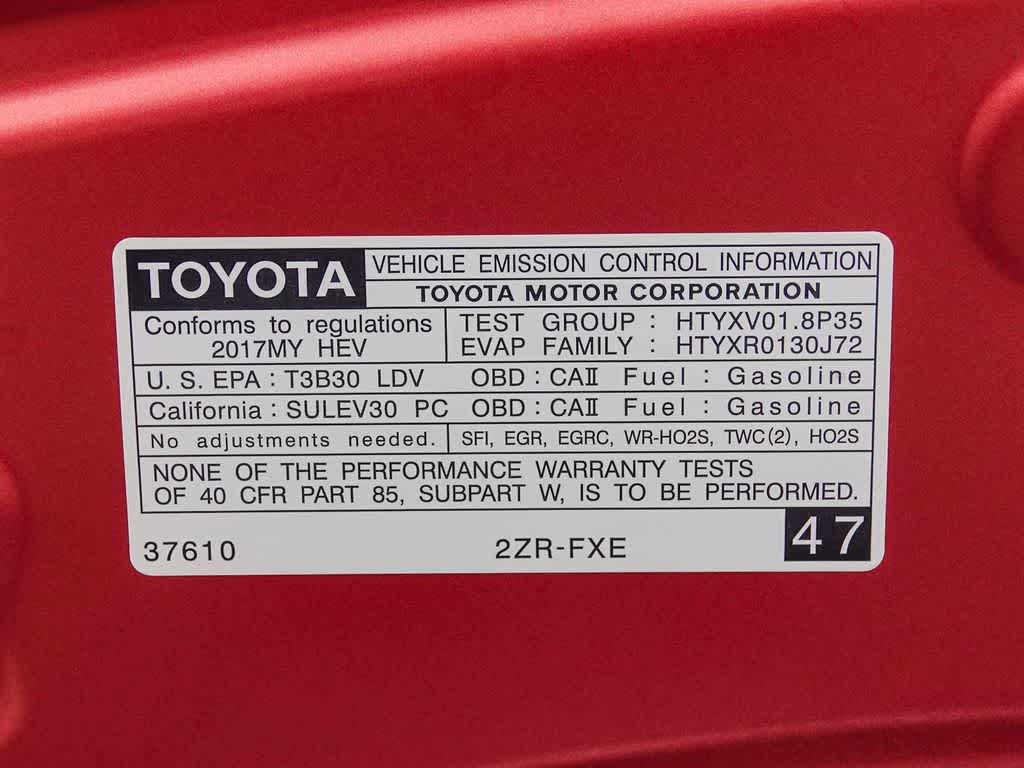 TOYOTA
VEHICLE EMISSION CONTROL INFORMATION
TOYOTA MOTOR CORPORATION
Conforms to regulations
2017MY HEV
TEST GROUP : HTYXV01.8P35
EVAP FAMILY : HTYXR0130J72
U. S. EPA : T3B30 LDV OBD : CAⅡ Fuel : Gasoline
California : SULEV30 PC OBD : CAⅡ Fuel : Gasoline
No adjustments needed. SFI, EGR, EGRC, WR-HO2S, TWC(2), HO2S
NONE OF THE PERFORMANCE WARRANTY TESTS
OF 40 CFR PART 85, SUBPART W, IS TO BE PERFORMED.
37610 2ZR-FXE 47